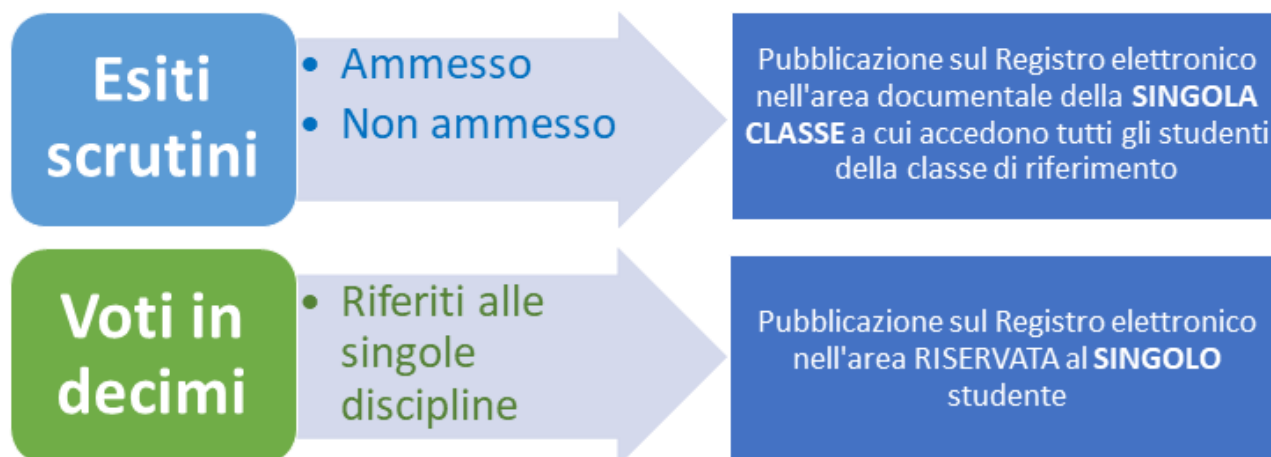 Esiti
scrutini
• Ammesso
• Non ammesso
Pubblicazione sul Registro elettronico
nell'area documentale della SINGOLA
CLASSE a cui accedono tutti gli studenti
della classe di riferimento
Voti in
decimi
• Riferiti alle
singole
discipline
Pubblicazione sul Registro elettronico
nell'area RISERVATA al SINGOLO
studente